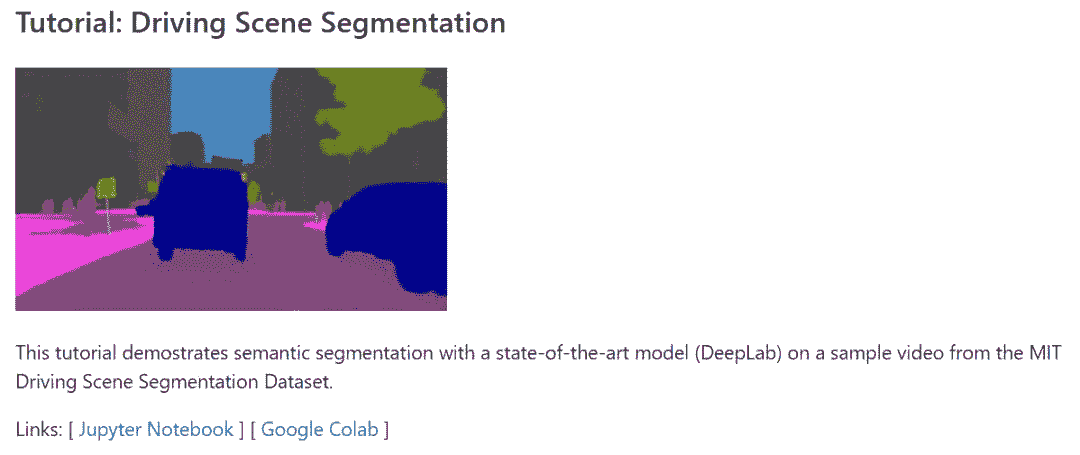 Tutorial: Driving Scene Segmentation
This tutorial demostrates semantic segmentation with a state-of-the-art model (DeepLab) on a sample video from the MIT
Driving Scene Segmentation Dataset.
Links: [ Jupyter Notebook ] [ Google Colab ]